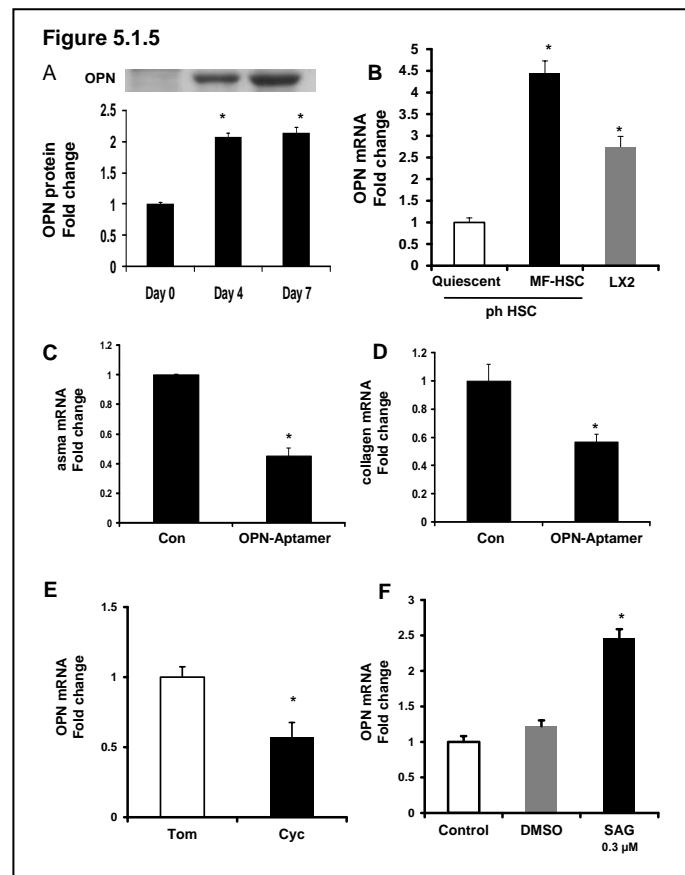 Figure 5.1.5
A
OPN
OPN protein
Fold change
2.5
2
1.5
1
0.5
0
*
*
Day 0
Day 4
Day 7
B
OPN mRNA
Fold change
5
4.5
4
3.5
3
2.5
2
1.5
1
0.5
0
*
*
Quiescent
MF-HSC
LX2
ph HSC
C
asma mRNA
Fold change
1.2
1
0.8
0.6
0.4
0.2
0
*
Con
OPN-Aptamer
D
collagen mRNA
Fold change
1.2
1
0.8
0.6
0.4
0.2
0
*
Con
OPN-Aptamer
E
OPN mRNA
Fold change
1.5
1
0.5
0
*
Tom
Cyc
F
OPN mRNA
Fold change
3
2.5
2
1.5
1
0.5
0
*
Control
DMSO
SAG
0.3 µM